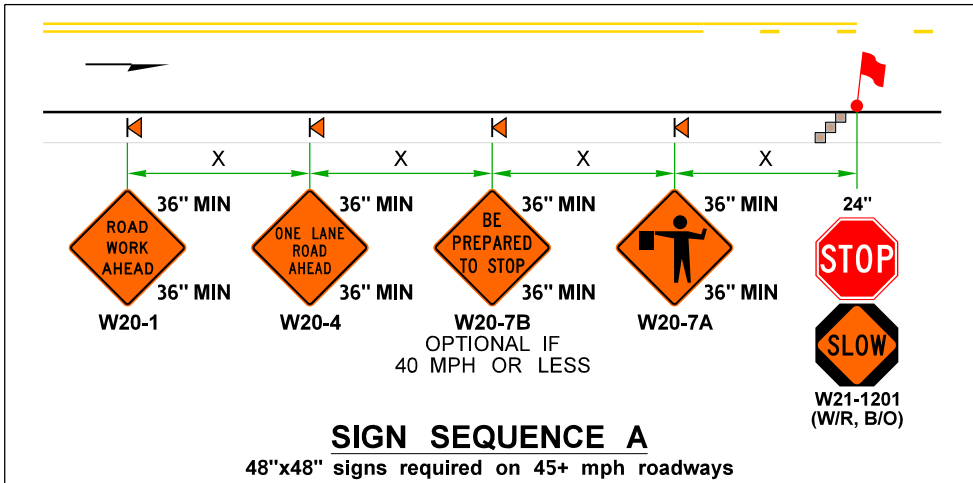 X X X X
36" MIN 36" MIN 36" MIN 36" MIN 24"
ROAD
WORK
AHEAD
ONE LANE
ROAD
AHEAD
BE
PREPARED
TO STOP
STOP
36" MIN 36" MIN 36" MIN 36" MIN
W20-1 W20-4 W20-7B W20-7A
OPTIONAL IF
40 MPH OR LESS
SLOW
W21-1201
(W/R, B/O)
SIGN SEQUENCE A
48"x48" signs required on 45+ mph roadways